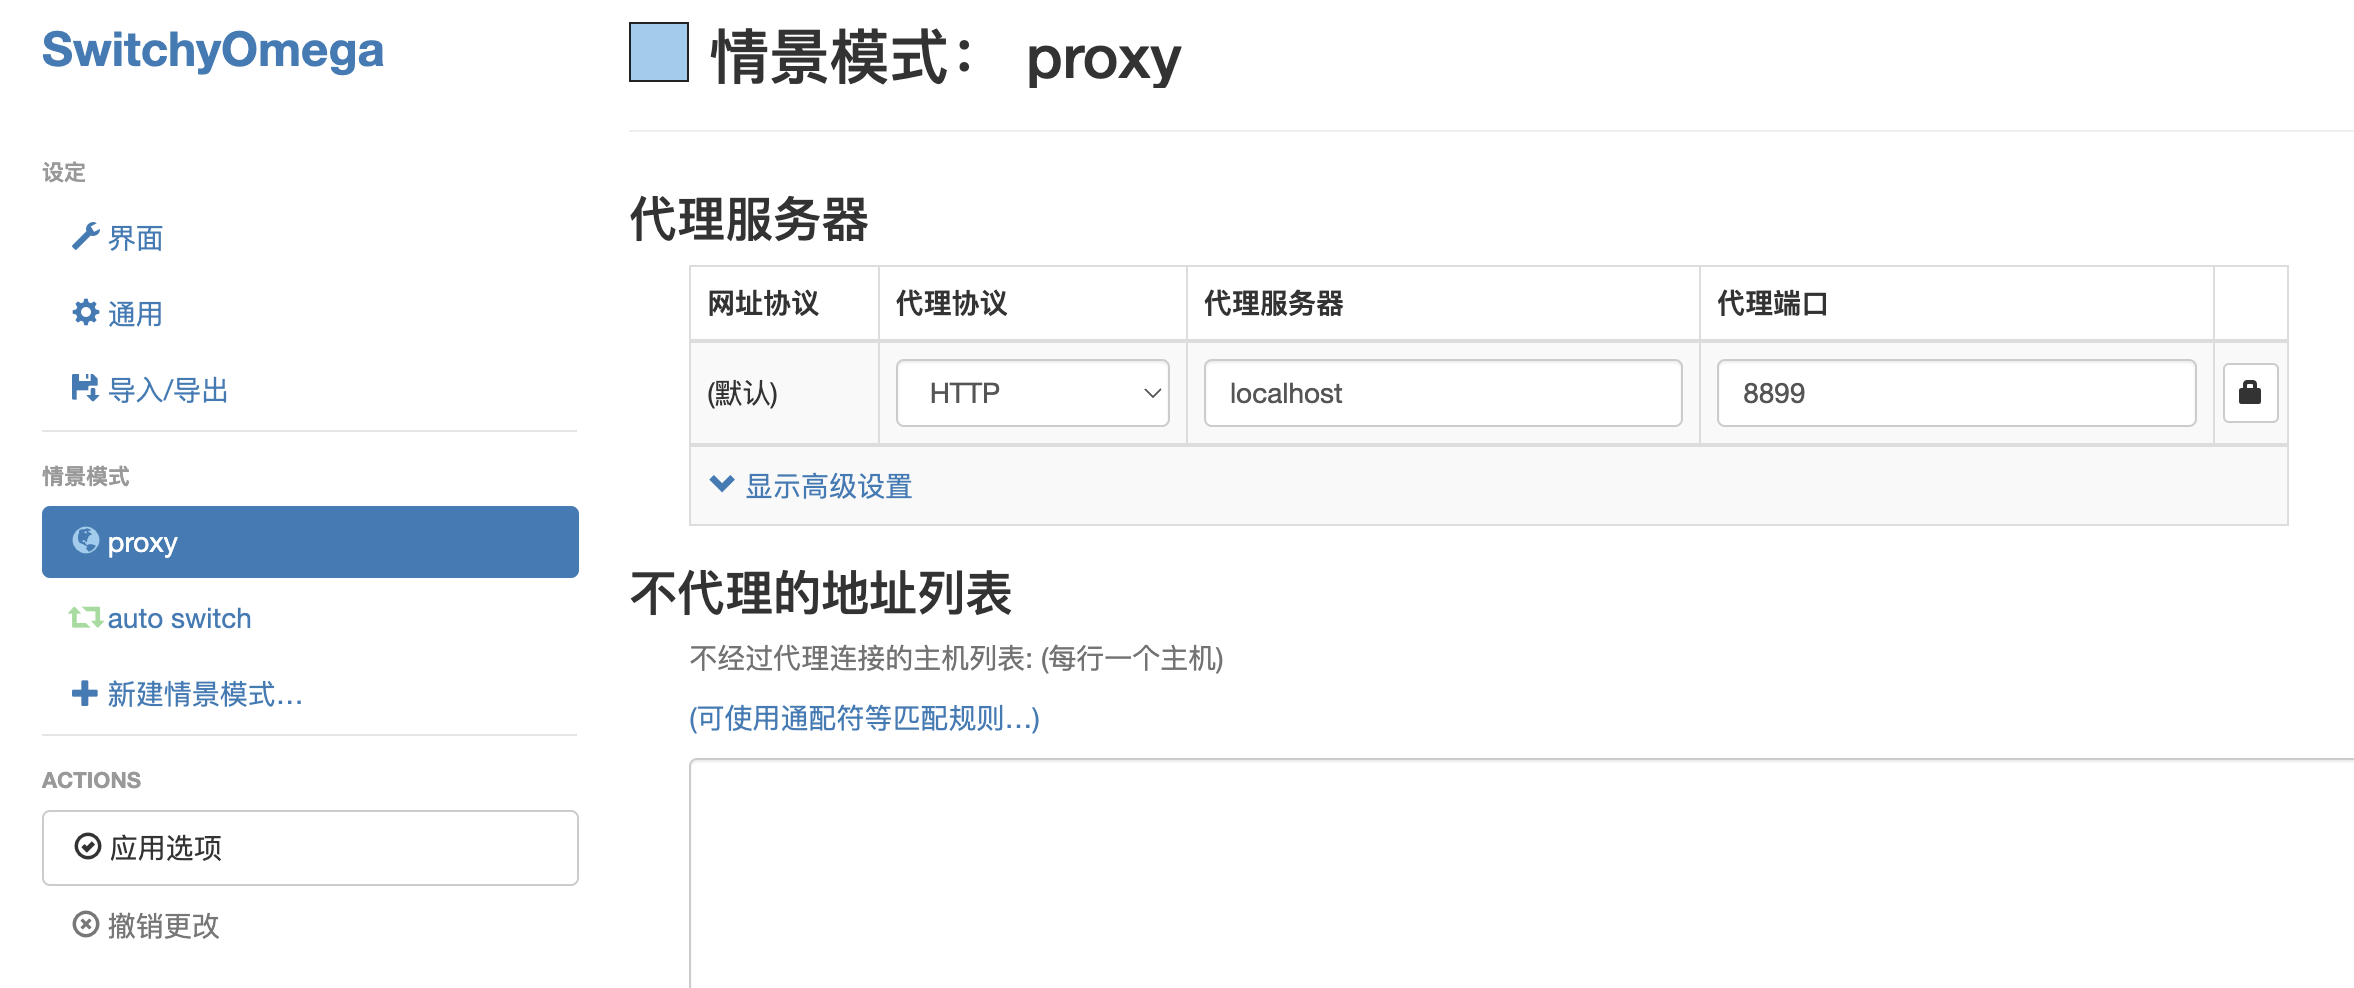 SwitchyOmega
设定
界面
通用
导入/导出
情景模式
proxy
auto switch
新建情景模式...
ACTIONS
应用选项
撤销更改
情景模式： proxy
代理服务器
网址协议 代理协议 代理服务器 代理端口
(默认) HTTP localhost 8899
显示高级设置
不代理的地址列表
不经过代理连接的主机列表: (每行一个主机)
(可使用通配符等匹配规则...)